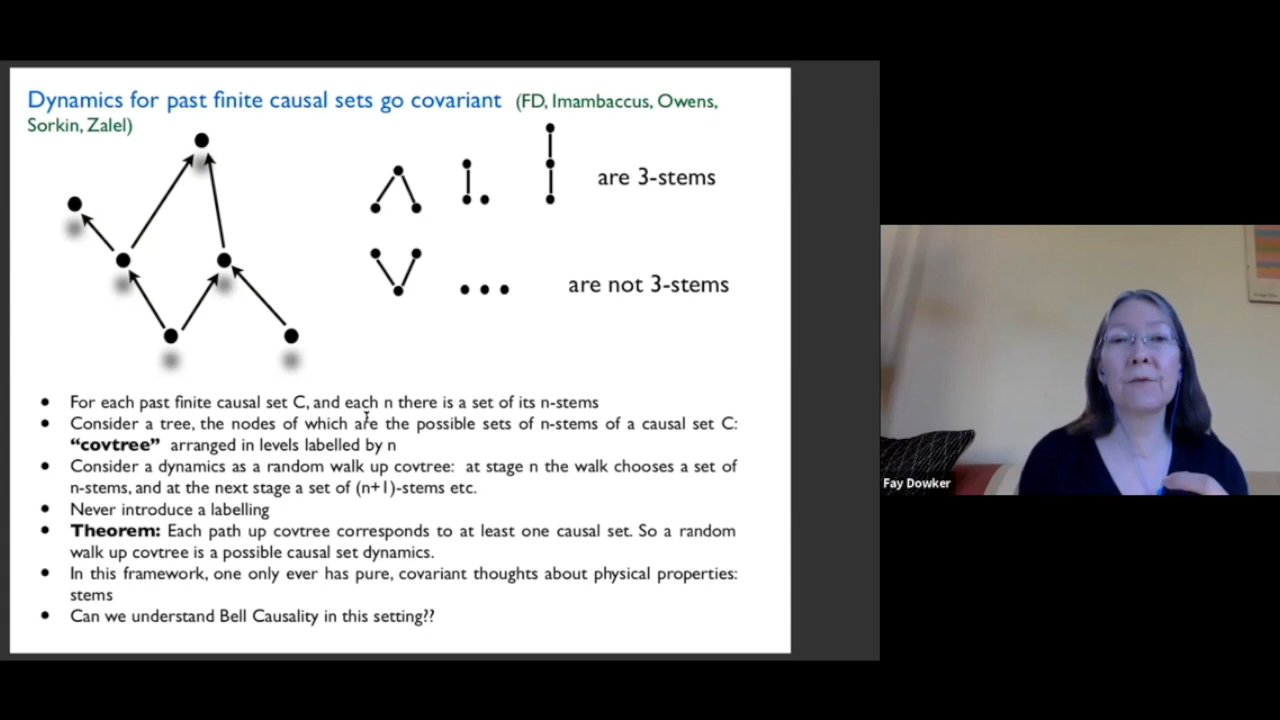 Dynamics for past finite causal sets go covariant (FD, Imambaccus, Owens,
Sorkin, Zalel)
are 3-stems
are not 3-stems
• For each past finite causal set C, and each n there is a set of its n-stems
• Consider a tree, the nodes of which are the possible sets of n-stems of a causal set C:
“covtree” arranged in levels labelled by n
• Consider a dynamics as a random walk up covtree: at stage n the walk chooses a set of
n-stems, and at the next stage a set of (n+1)-stems etc.
• Never introduce a labelling
• Theorem: Each path up covtree corresponds to at least one causal set. So a random
walk up covtree is a possible causal set dynamics.
• In this framework, one only ever has pure, covariant thoughts about physical properties:
stems
• Can we understand Bell Causality in this setting??
Fay Dowker